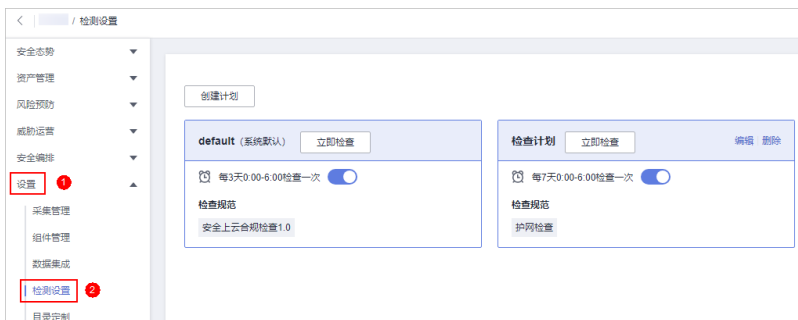 / 检测设置
安全态势
资产管理
风险预防
威胁运营
安全编排
设置 1
采集管理
组件管理
数据集成
检测设置 2
目录定制
创建计划
default（系统默认） 立即检查
每3天0:00-6:00检查一次
检查规范
安全上云合规检查1.0
检查计划 立即检查 编辑 删除
每7天0:00-6:00检查一次
检查规范
护网检查